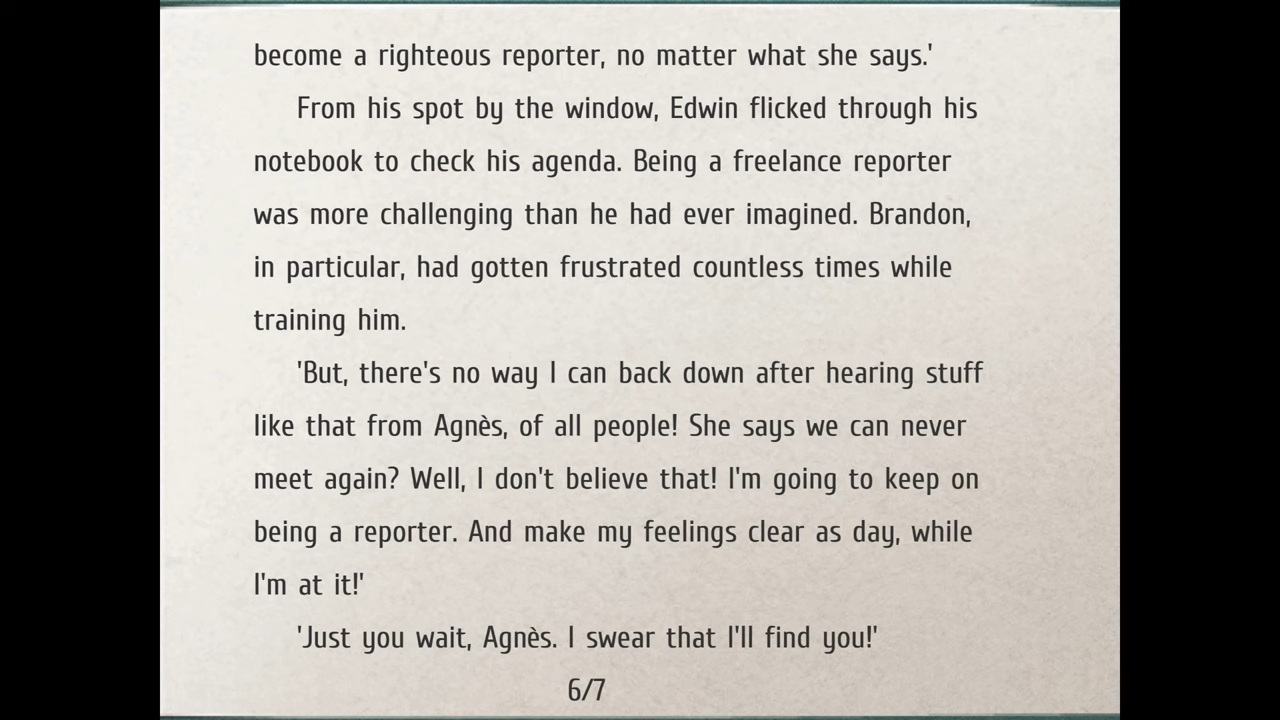 become a righteous reporter, no matter what she says.'
From his spot by the window, Edwin flicked through his
notebook to check his agenda. Being a freelance reporter
was more challenging than he had ever imagined. Brandon,
in particular, had gotten frustrated countless times while
training him.
'But, there's no way I can back down after hearing stuff
like that from Agnès, of all people! She says we can never
meet again? Well, I don't believe that! I'm going to keep on
being a reporter. And make my feelings clear as day, while
I'm at it!'
'Just you wait, Agnès. I swear that I'll find you!'
6/7